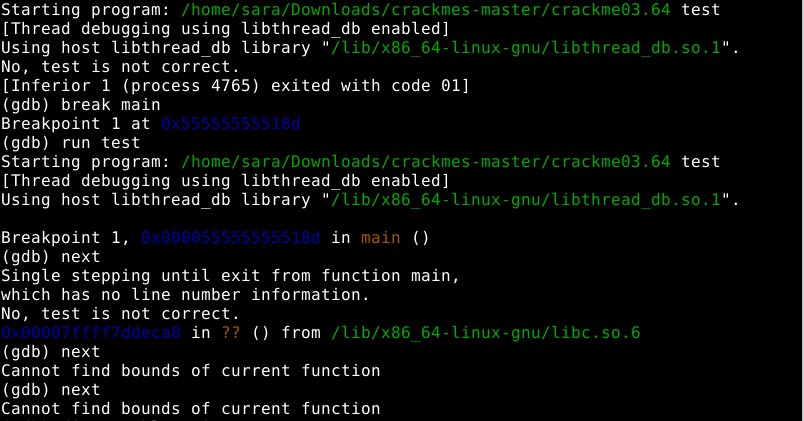 Starting program: /home/sara/Downloads/crackmes-master/crackme03.64 test
[Thread debugging using libthread_db enabled]
Using host libthread_db library "/lib/x86_64-linux-gnu/libthread_db.so.1".
No, test is not correct.
[Inferior 1 (process 4765) exited with code 01]
(gdb) break main
Breakpoint 1 at 0x55555555518d
(gdb) run test
Starting program: /home/sara/Downloads/crackmes-master/crackme03.64 test
[Thread debugging using libthread_db enabled]
Using host libthread_db library "/lib/x86_64-linux-gnu/libthread_db.so.1".
Breakpoint 1, 0x000055555555518d in main ()
(gdb) next
Single stepping until exit from function main,
which has no line number information.
No, test is not correct.
0x00007ffff7ddeca8 in ?? () from /lib/x86_64-linux-gnu/libc.so.6
(gdb) next
Cannot find bounds of current function
(gdb) next
Cannot find bounds of current function